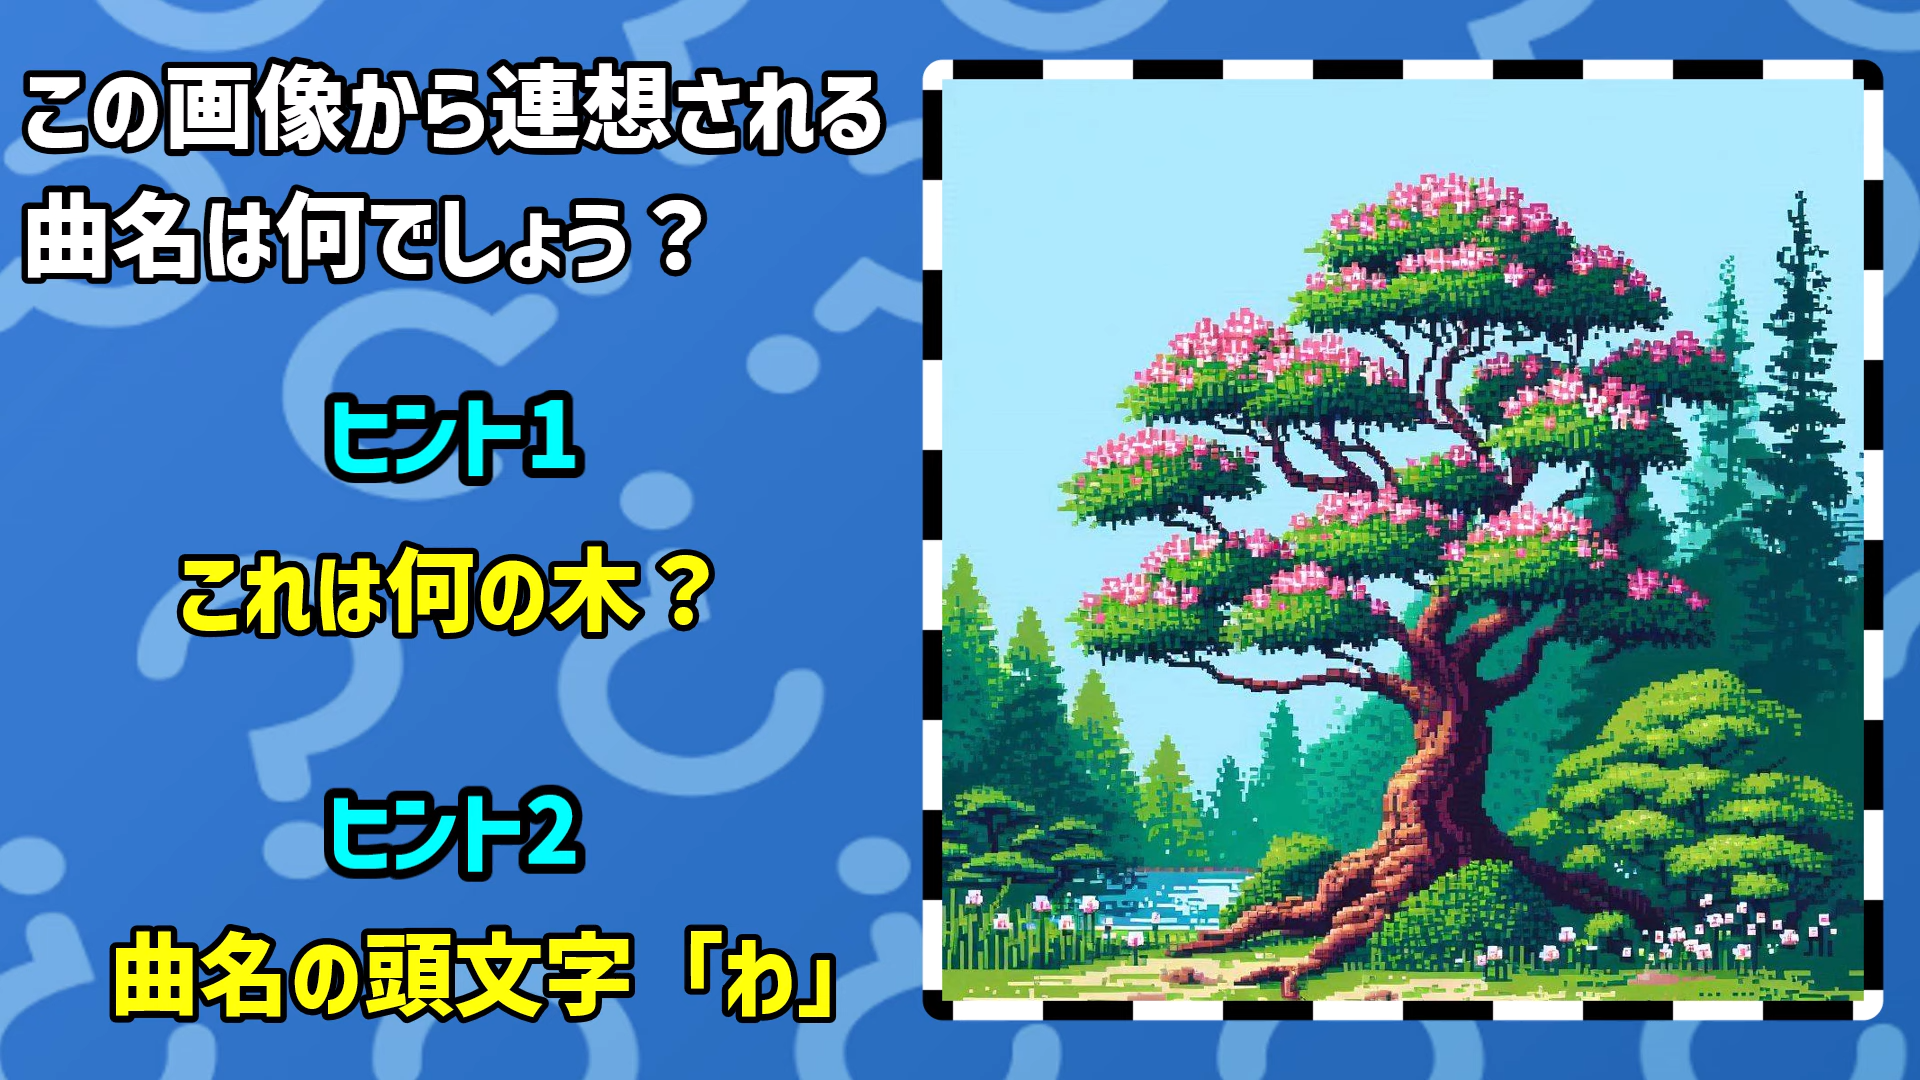 この画像から連想される
曲名は何でしょう？
ヒント1
これは何の木？
ヒント2
曲名の頭文字「わ」